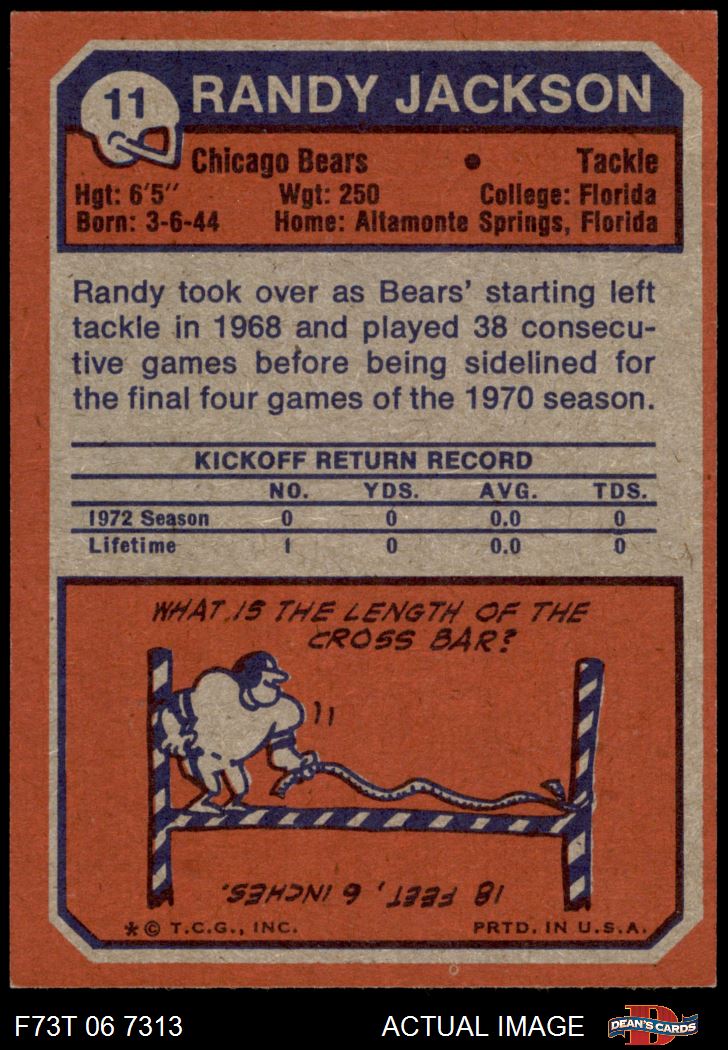 11
RANDY JACKSON
Chicago Bears • Tackle
Hgt: 6'5" Wgt: 250 College: Florida
Born: 3-6-44 Home: Altamonte Springs, Florida
Randy took over as Bears' starting left
tackle in 1968 and played 38 consecu-
tive games before being sidelined for
the final four games of the 1970 season.
KICKOFF RETURN RECORD
NO. YDS. AVG. TDS.
1972 Season 0 0 0.0 0
Lifetime 1 0 0.0 0
WHAT IS THE LENGTH OF THE
CROSS BAR?
18 FEET, 6 INCHES.
*© T.C.G., INC. PRTD. IN U.S.A.
F73T 06 7313 ACTUAL IMAGE D DEAN'S CARDS